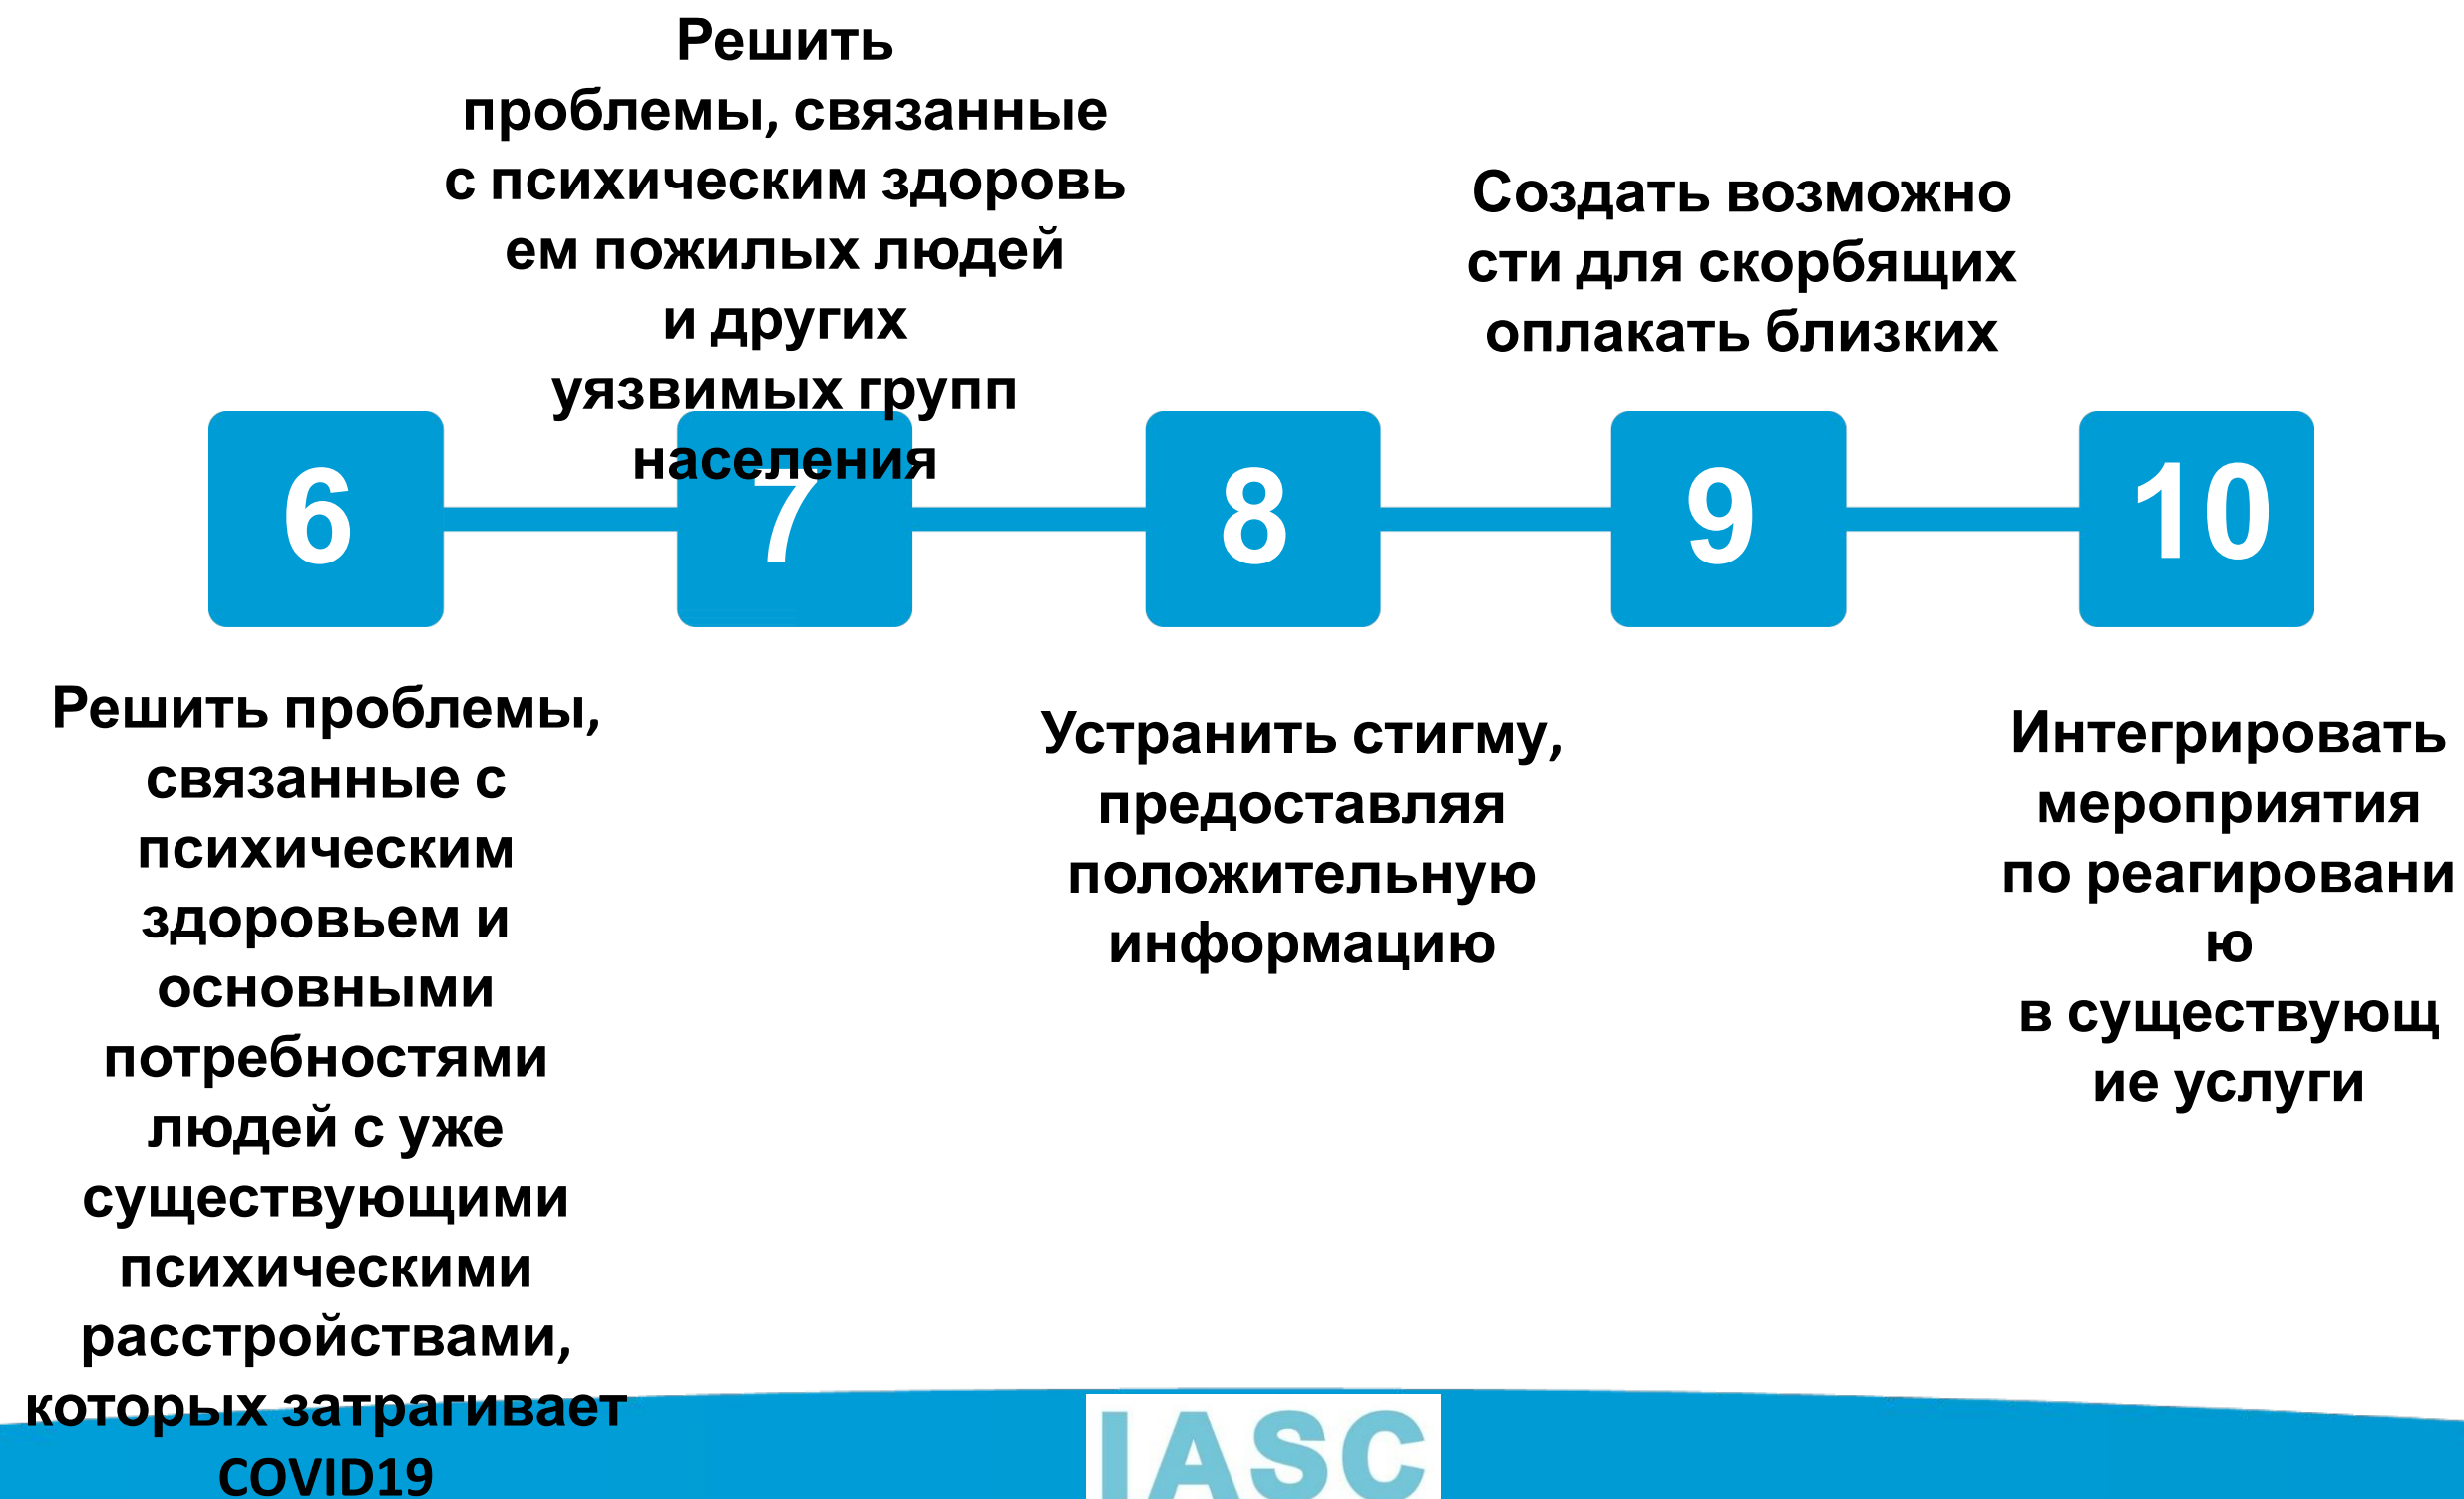 Решить
проблемы, связанные
с психическим здоровь
ем пожилых людей
и других
уязвимых групп
населения
Создать возможно
сти для скорбящих
оплакать близких
6
7
8
9
10
Решить проблемы,
связанные с
психическим
здоровьем и
основными
потребностями
людей с уже
существующими
психическими
расстройствами,
которых затрагивает
COVID19
Устранить стигму,
предоставляя
положительную
информацию
Интегрировать
мероприятия
по реагировани
ю
в существующ
ие услуги
IASC